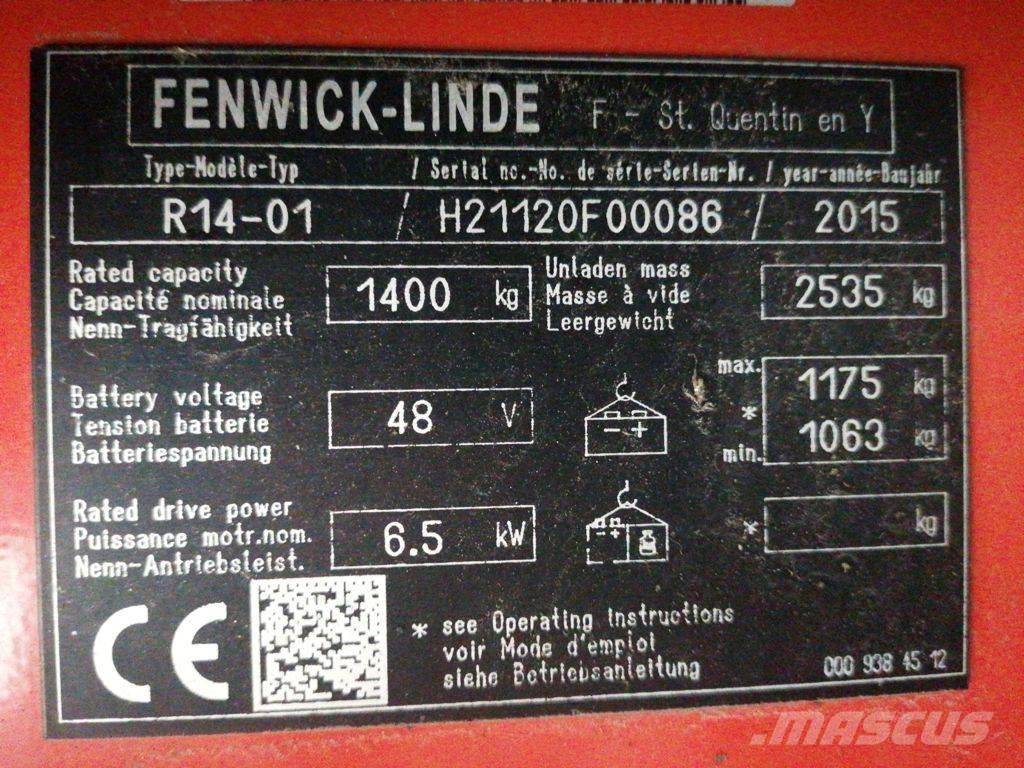 FENWICK-LINDE F - St. Quentin en Y
Type-Modèle-Typ / Serial no.-No. de série-Serien-Nr. / year-année-Baujahr
R14-01 / H21120F00086 / 2015
Rated capacity
Capacité nominale
Nenn-Tragfähigkeit
1400 kg
Unladen mass
Masse à vide
Leergewicht
2535 kg
Battery voltage
Tension batterie
Batteriespannung
48 V
- +
max. 1175 kg
*
min. 1063 kg
Rated drive power
Puissance motr.nom.
Nenn-Antriebsleist.
6.5 kW
- +
* kg
CE
* see Operating instructions
voir Mode d'emploi
siehe Betriebsanleitung
000 938 45 12
MASCUS